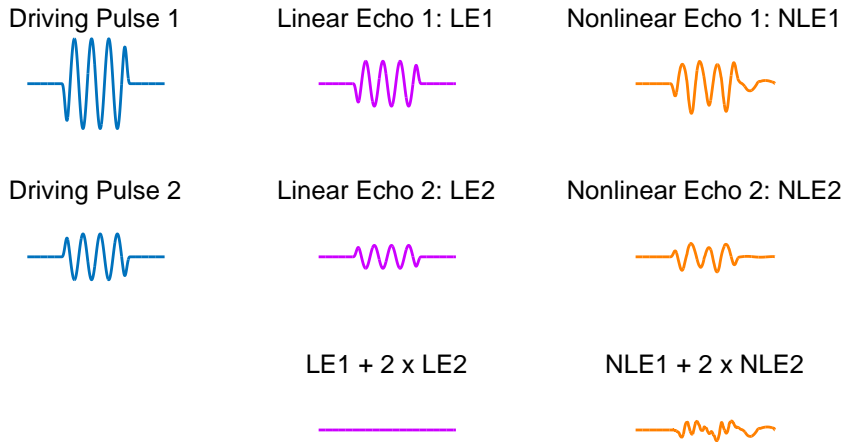 Driving Pulse 1
Linear Echo 1: LE1
Nonlinear Echo 1: NLE1
Driving Pulse 2
Linear Echo 2: LE2
Nonlinear Echo 2: NLE2
LE1 + 2 x LE2
NLE1 + 2 x NLE2